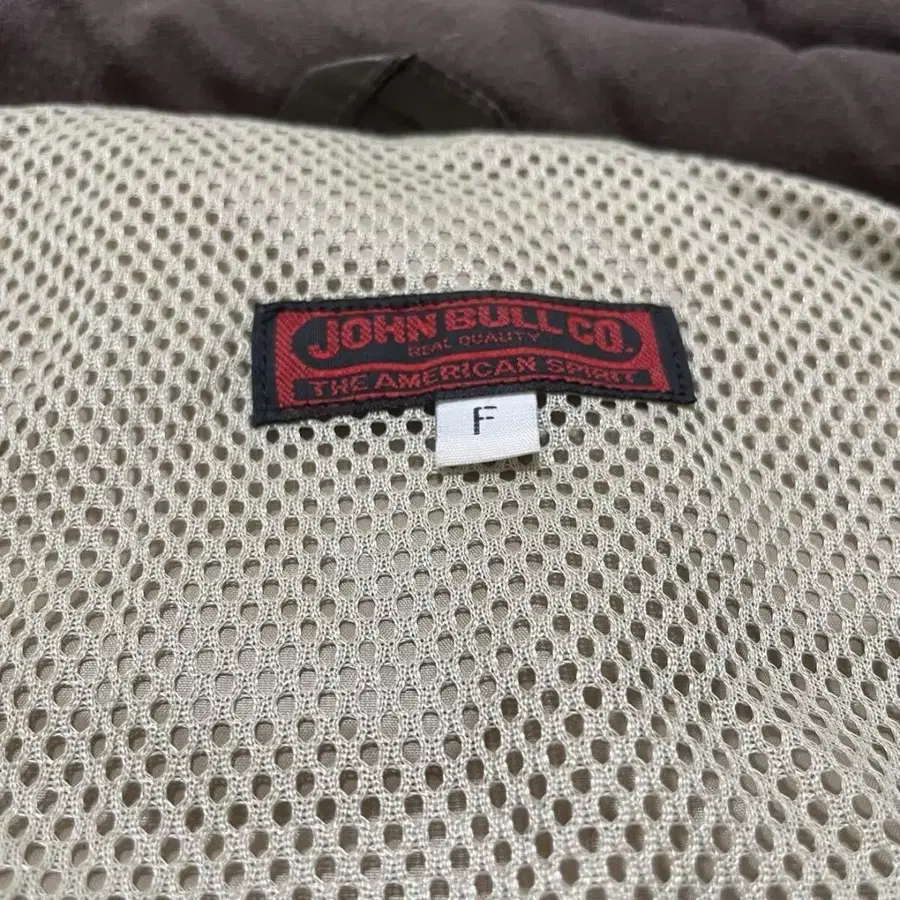 JOHN BULL CO.
REAL QUALITY
THE AMERICAN SPIRIT
F